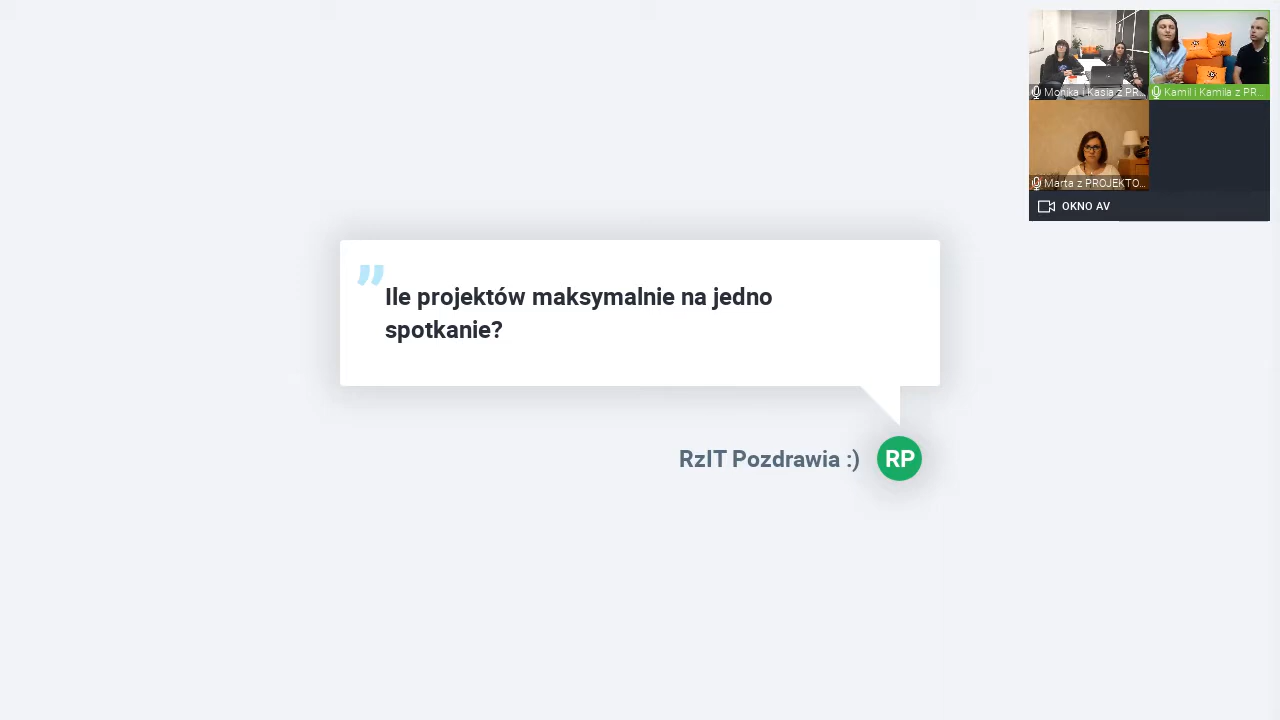 Monika i Kasia z PR...
Kamil i Kamila z PR...
Marta z PROJEKTO...
OKNO AV
” Ile projektów maksymalnie na jedno
spotkanie?
RzIT Pozdrawia :) RP